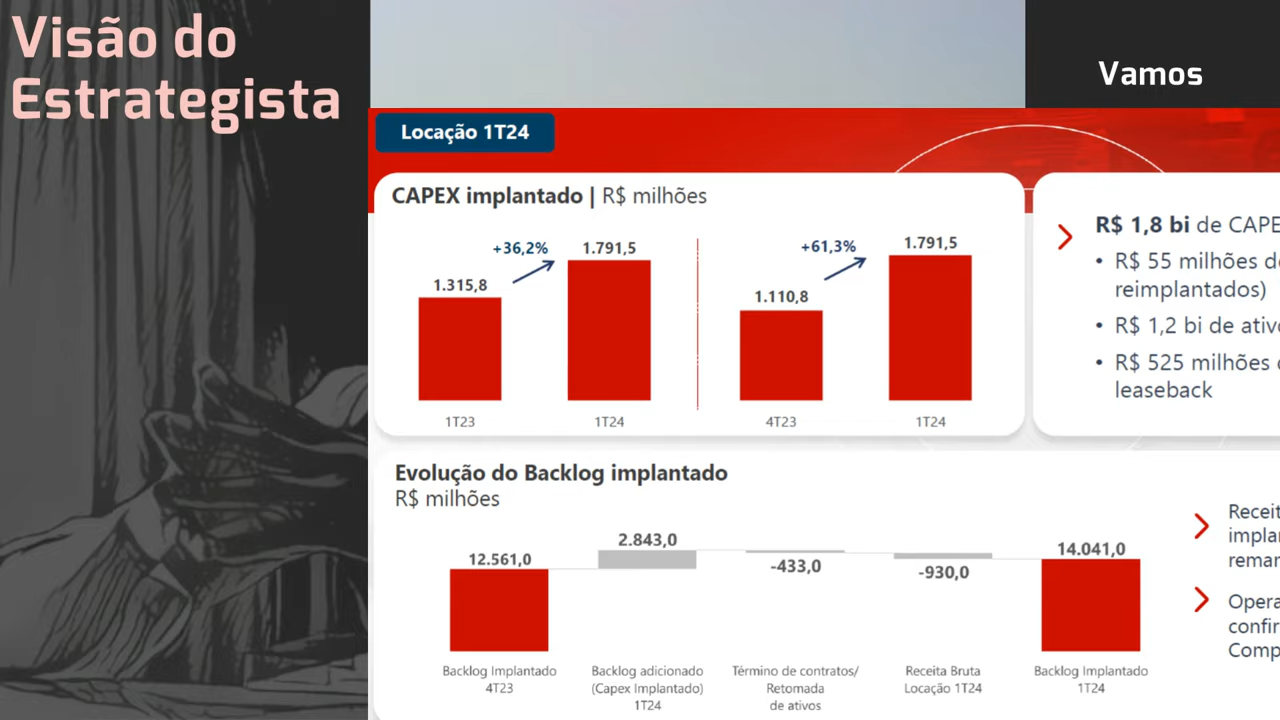 Visão do
Estrategista
Vamos
Locação 1T24
CAPEX implantado | R$ milhões
+36,2%
1.315,8
1.791,5
1T23
1T24
+61,3%
1.110,8
1.791,5
4T23
1T24
R$ 1,8 bi de CAPE
• R$ 55 milhões d
reimplantados)
• R$ 1,2 bi de ativ
• R$ 525 milhões
leaseback
Evolução do Backlog implantado
R$ milhões
12.561,0
2.843,0
-433,0
-930,0
14.041,0
Backlog Implantado
4T23
Backlog adicionado
(Capex Implantado)
1T24
Término de contratos/
Retomada
de ativos
Receita Bruta
Locação 1T24
Backlog Implantado
1T24
Receit
implan
remar
Opera
confir
Comp